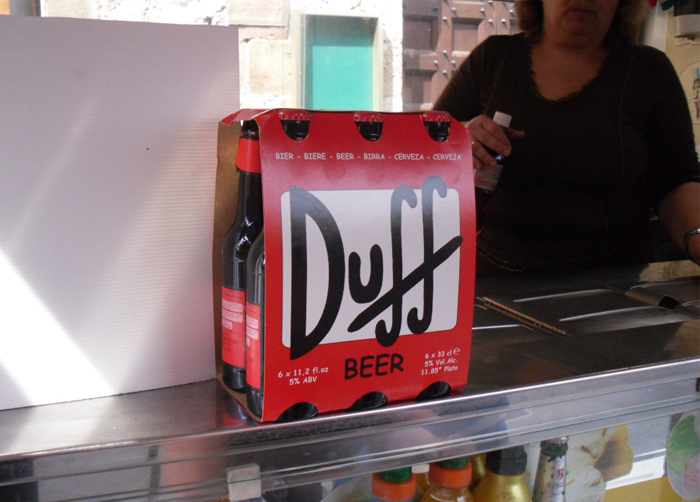 BIER - BIERE - BEER - BIRRA - CERVEZA - CERVEJA
Duff
BEER
6 x 11,2 fl.oz
5% ABV
6 x 33 cl ℮
5% Vol.Alc.
11.85° Plato